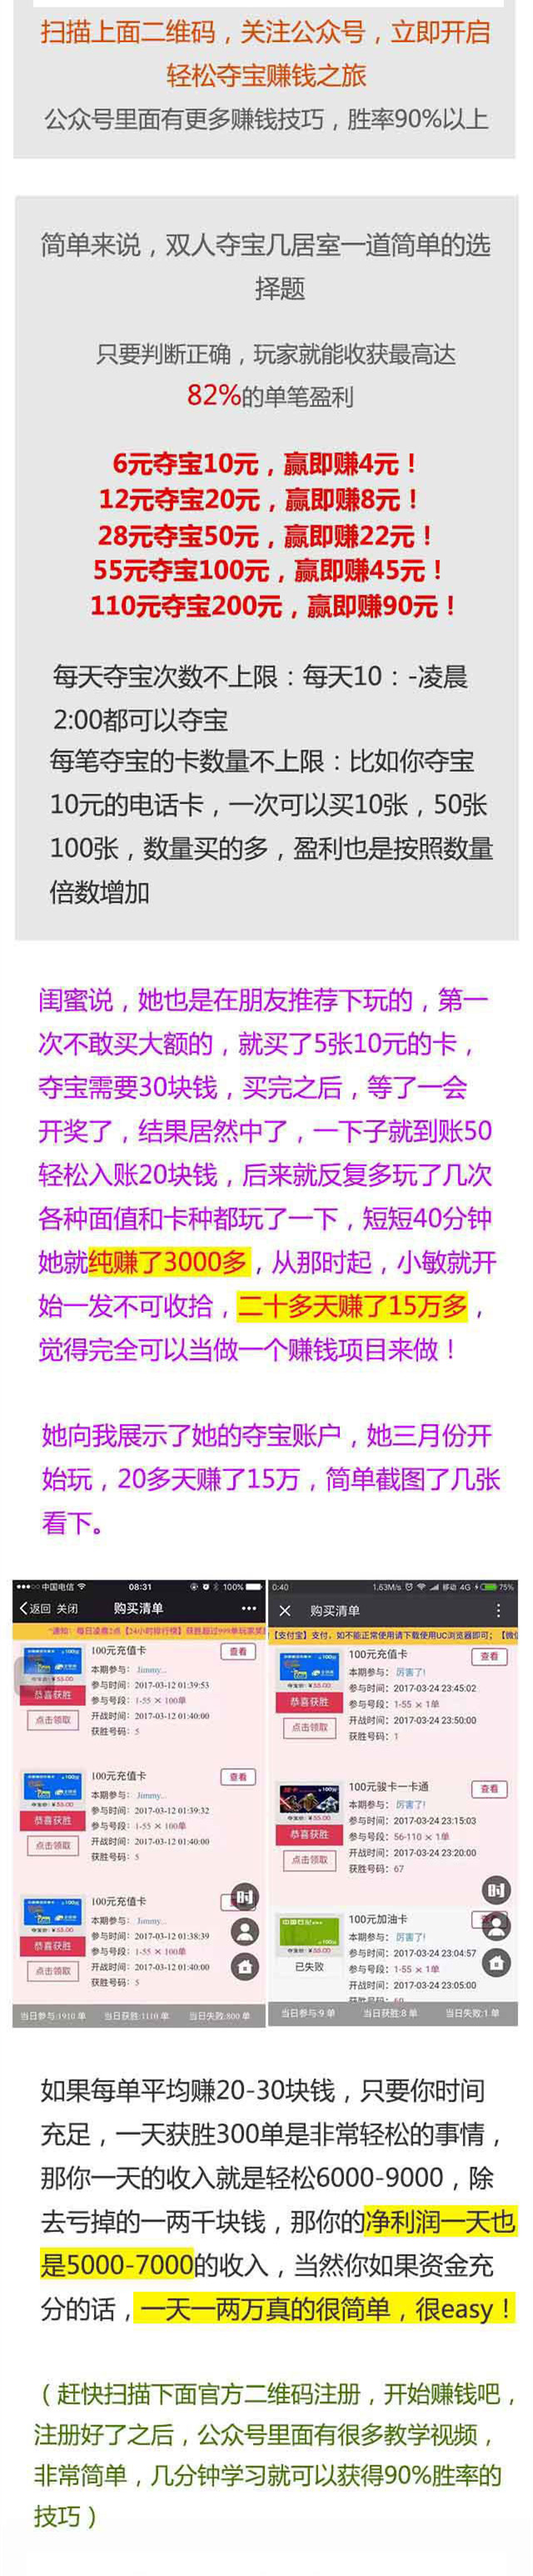 扫描上面二维码，关注公众号，立即开启
轻松夺宝赚钱之旅
公众号里面有更多赚钱技巧，胜率90%以上
简单来说，双人夺宝几居室一道简单的选
择题
只要判断正确，玩家就能收获最高达
82%的单笔盈利
6元夺宝10元，赢即赚4元！
12元夺宝20元，赢即赚8元！
28元夺宝50元，赢即赚22元！
55元夺宝100元，赢即赚45元！
110元夺宝200元，赢即赚90元！
每天夺宝次数不上限：每天10：-凌晨
2:00都可以夺宝
每笔夺宝的卡数量不上限：比如你夺宝
10元的电话卡，一次可以买10张，50张
100张，数量买的多，盈利也是按照数量
倍数增加
闺蜜说，她也是在朋友推荐下玩的，第一
次不敢买大额的，就买了5张10元的卡，
夺宝需要30块钱，买完之后，等了一会
开奖了，结果居然中了，一下子就到账50
轻松入账20块钱，后来就反复多玩了几次
各种面值和卡种都玩了一下，短短40分钟
她就纯赚了3000多，从那时起，小敏就开
始一发不可收拾，二十多天赚了15万多，
觉得完全可以当做一个赚钱项目来做！
她向我展示了她的夺宝账户，她三月份开
始玩，20多天赚了15万，简单截图了几张
看下。
中国电信 08:31 100%
返回 关闭 购买清单
100元充值卡 查看
本期参与：Jimmy...
参与时间：2017-03-12 01:39:53
恭喜获胜 参与号段：1-55 × 100单
点击领取 开战时间：2017-03-12 01:40:00
获胜号码：5
100元充值卡 查看
本期参与：Jimmy...
参与时间：2017-03-12 01:39:32
恭喜获胜 参与号段：1-55 × 100单
点击领取 开战时间：2017-03-12 01:40:00
获胜号码：5
100元充值卡
本期参与：Jimmy...
参与时间：2017-03-12 01:38:39
恭喜获胜 参与号段：1-55 × 100单
点击领取 开战时间：2017-03-12 01:40:00
获胜号码：5
当日参与:1910 单 当日获胜:1110 单 当日失败:800 单
0:40 1.63M/s 移动 4G 75%
购买清单
【支付宝】支付，如不能正常使用请下载使用UC浏览器即可；【微信
100元充值卡 查看
本期参与：厉害了!
参与时间：2017-03-24 23:45:02
恭喜获胜 参与号段：1-55 × 1单
点击领取 开战时间：2017-03-24 23:50:00
获胜号码：1
100元骏卡一卡通 查看
本期参与：厉害了!
参与时间：2017-03-24 23:15:03
恭喜获胜 参与号段：56-110 × 1单
点击领取 开战时间：2017-03-24 23:20:00
获胜号码：67
100元加油卡
本期参与：厉害了!
参与时间：2017-03-24 23:04:57
已失败 参与号段：1-55 × 1单
开战时间：2017-03-24 23:05:00
当日参与:9 单 当日获胜:8 单 当日失败:1 单
如果每单平均赚20-30块钱，只要你时间
充足，一天获胜300单是非常轻松的事情，
那你一天的收入就是轻松6000-9000，除
去亏掉的一两千块钱，那你的净利润一天也
是5000-7000的收入，当然你如果资金充
分的话，一天一两万真的很简单，很easy！
（赶快扫描下面官方二维码注册，开始赚钱吧，
注册好了之后，公众号里面有很多教学视频，
非常简单，几分钟学习就可以获得90%胜率的
技巧）